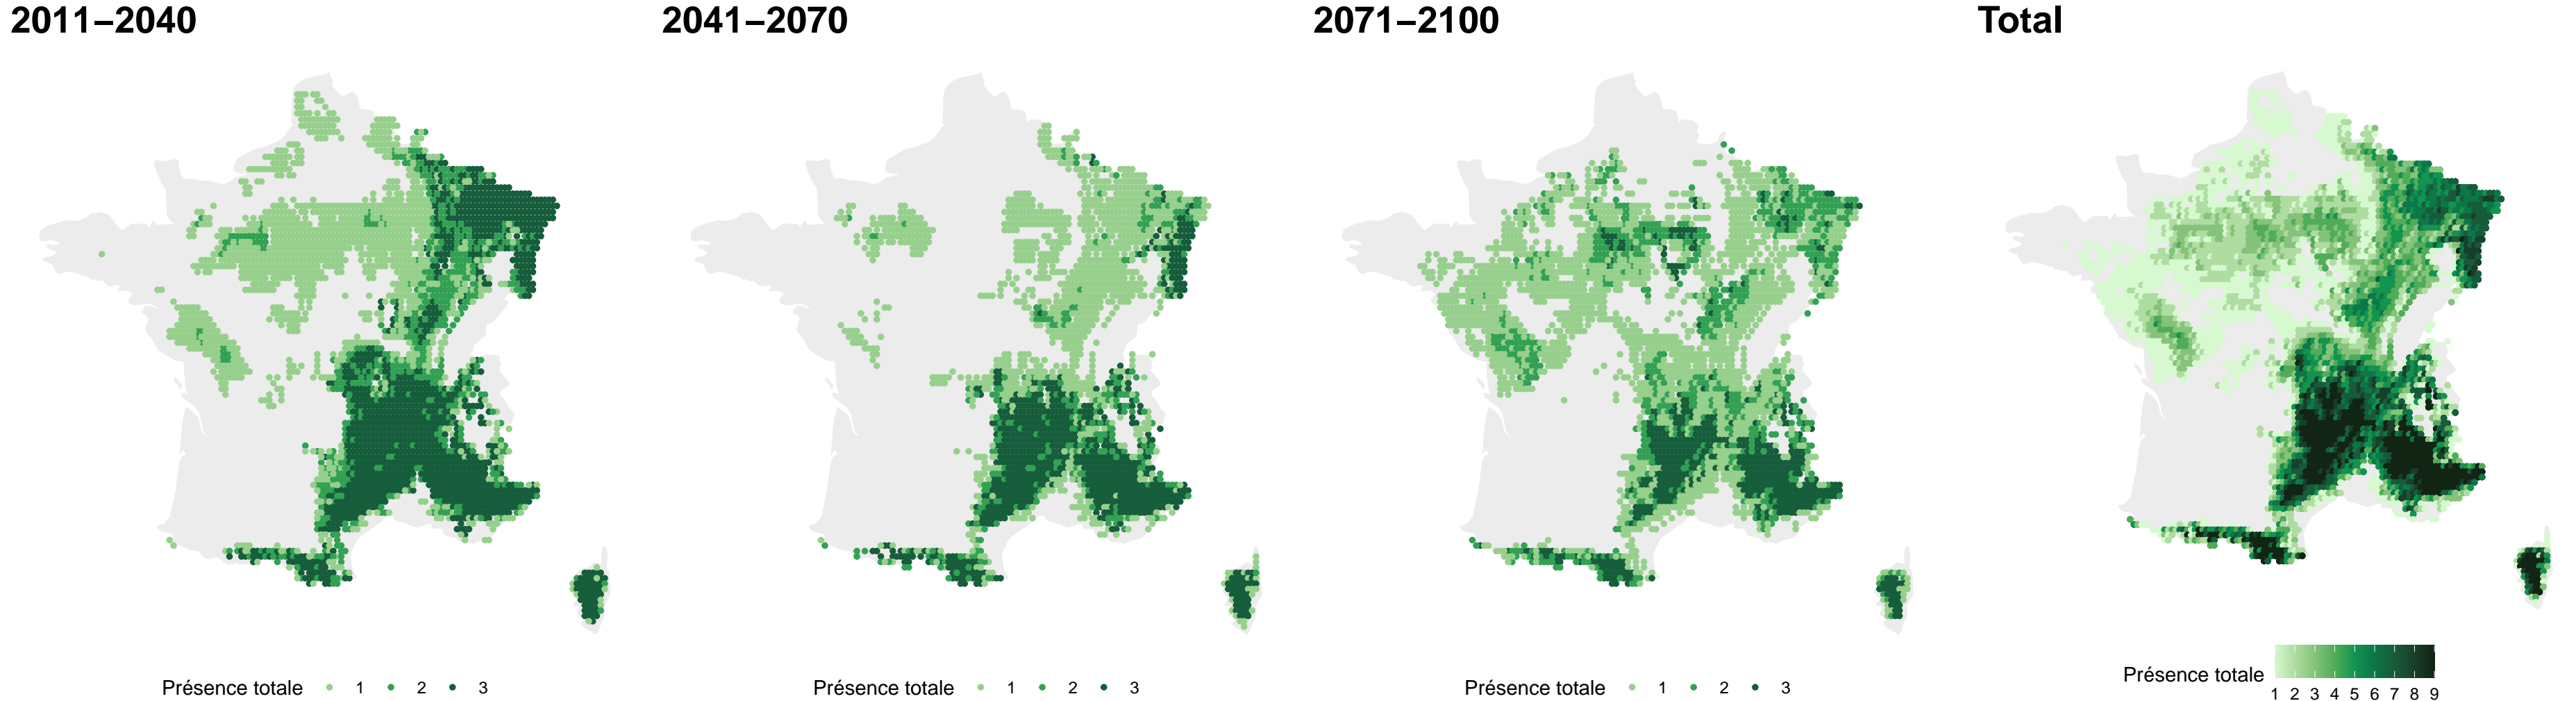 2011–2040
2041–2070
2071–2100
Total
Présence totale 1 2 3
Présence totale 1 2 3
Présence totale 1 2 3
Présence totale
1 2 3 4 5 6 7 8 9